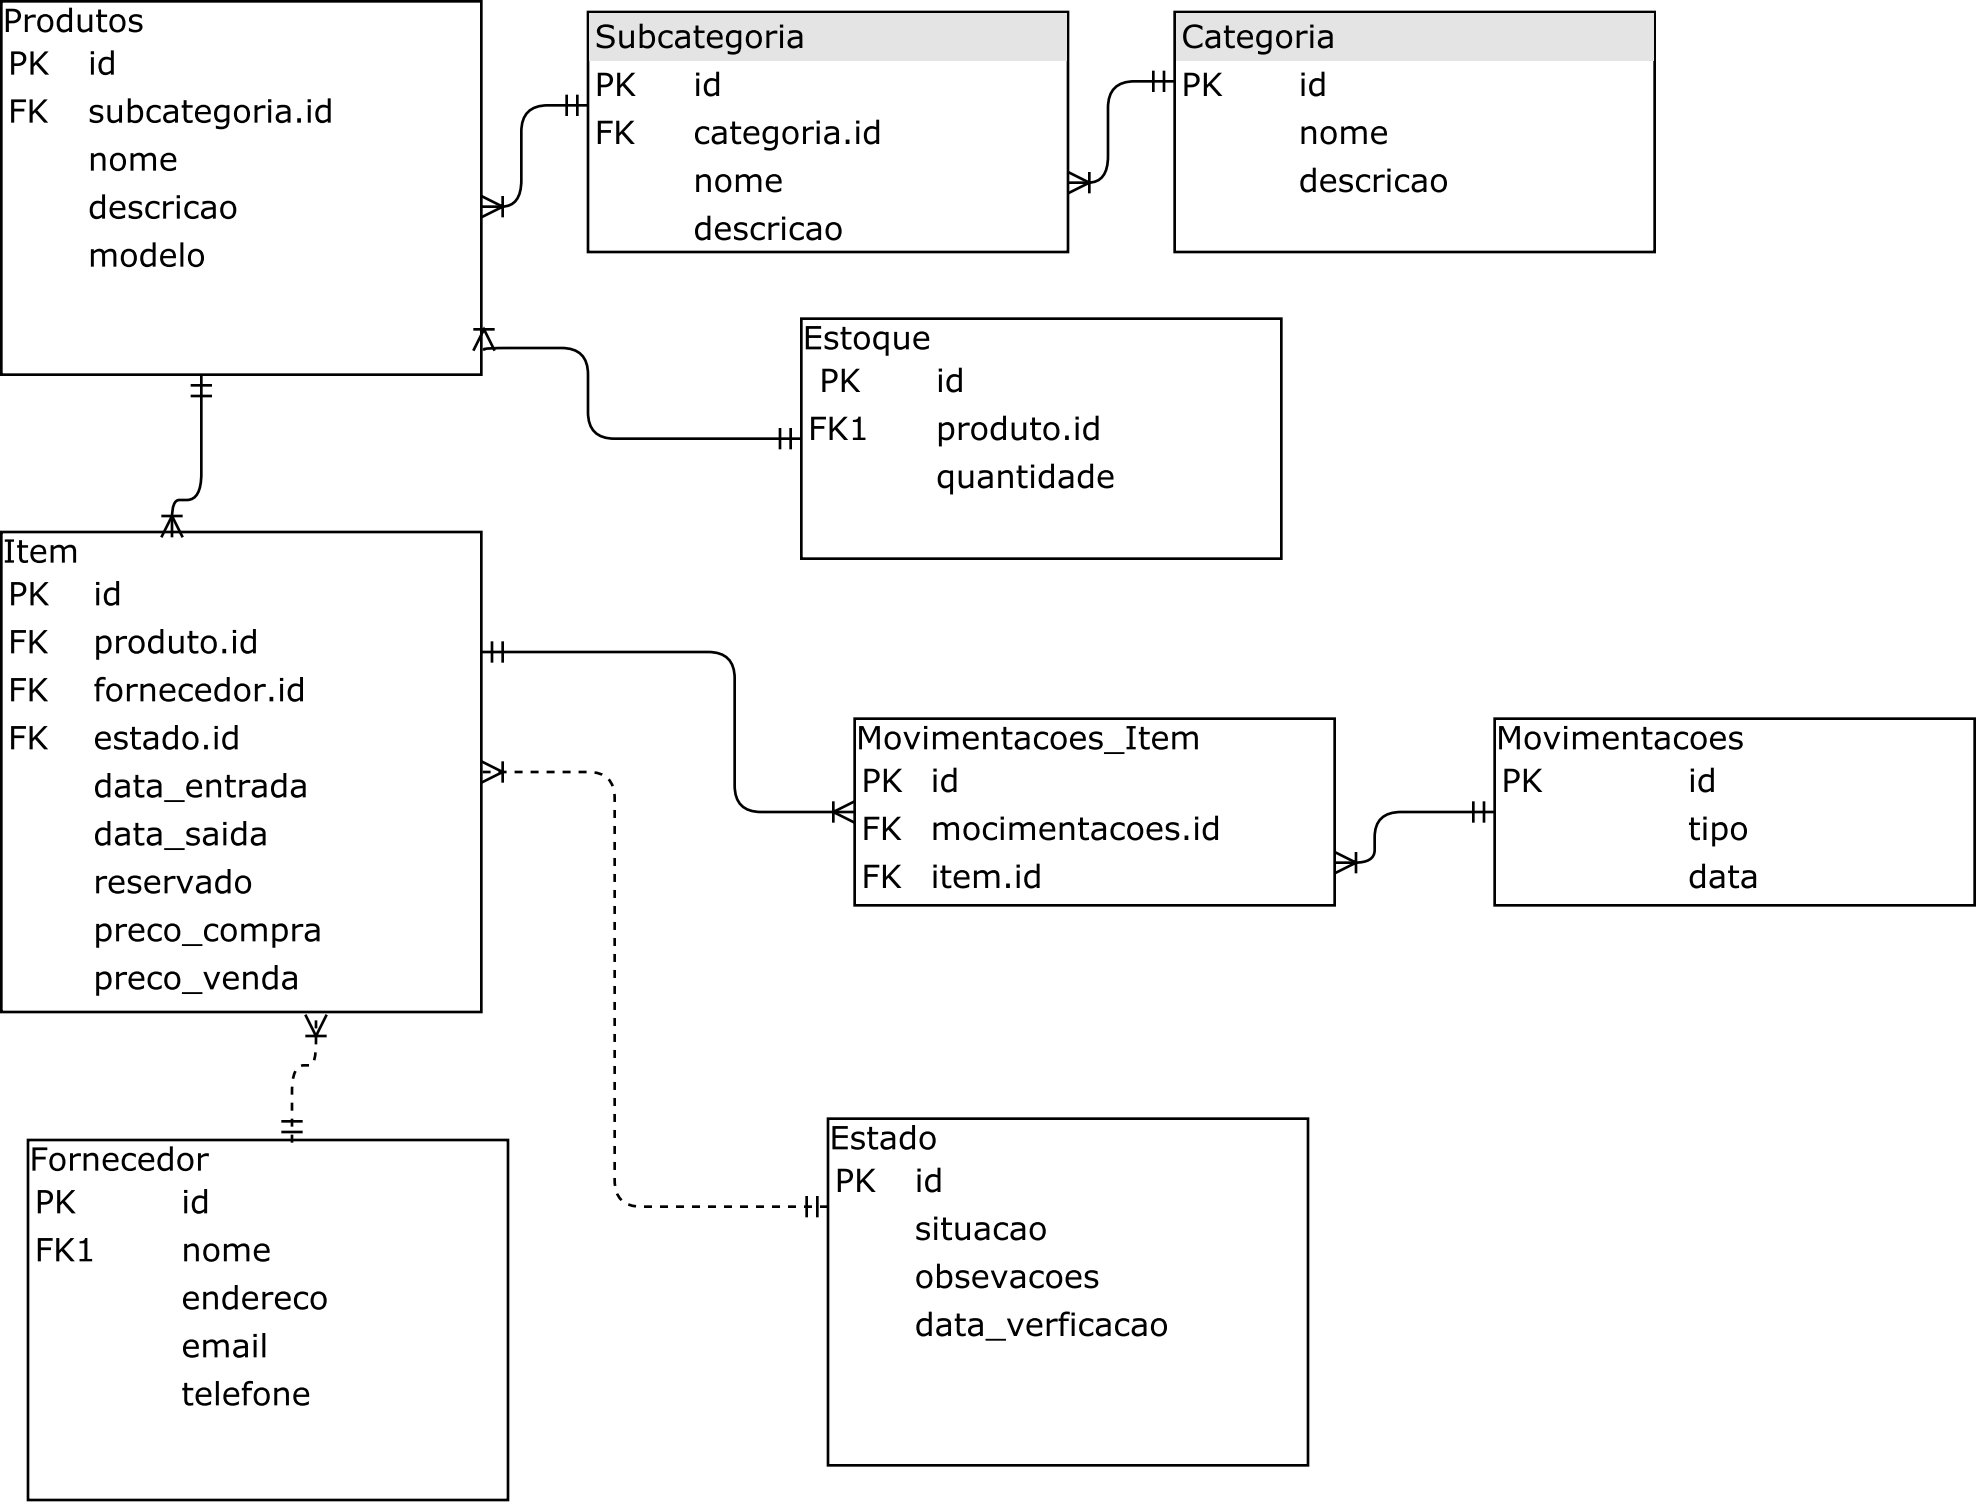 Produtos
PK id
FK subcategoria.id
nome
descricao
modelo
Subcategoria
PK id
FK categoria.id
nome
descricao
Categoria
PK id
nome
descricao
Estoque
PK id
FK1 produto.id
quantidade
Item
PK id
FK produto.id
FK fornecedor.id
FK estado.id
data_entrada
data_saida
reservado
preco_compra
preco_venda
Movimentacoes_Item
PK id
FK mocimentacoes.id
FK item.id
Movimentacoes
PK id
tipo
data
Fornecedor
PK id
FK1 nome
endereco
email
telefone
Estado
PK id
situacao
obsevacoes
data_verficacao